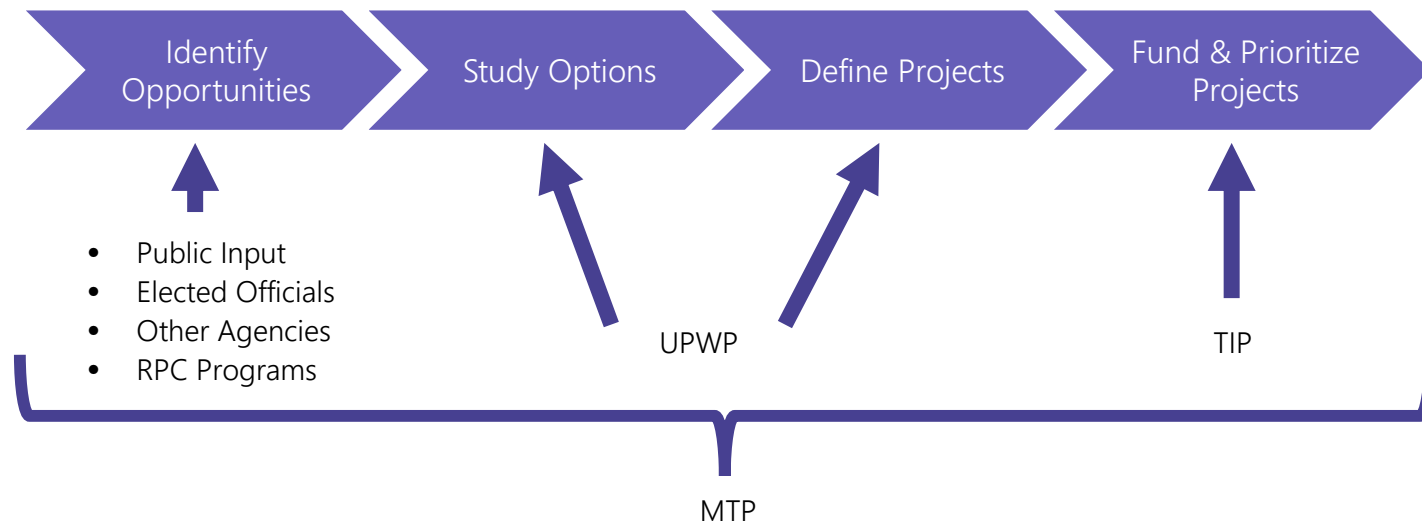 Identify
Opportunities
Study Options
Define Projects
Fund & Prioritize
Projects
• Public Input
• Elected Officials
• Other Agencies
• RPC Programs
UPWP
TIP
MTP